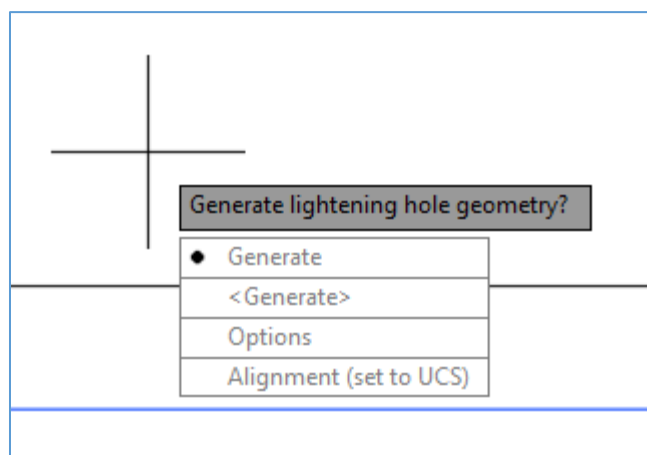 Generate lightening hole geometry?
Generate
<Generate>
Options
Alignment (set to UCS)